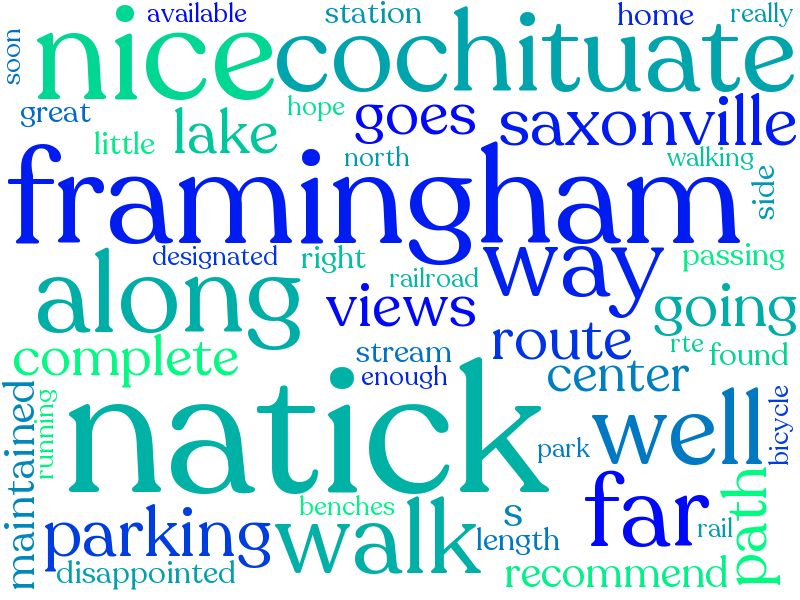 soon
available
station
home
really
nice
cochituate
great
little
lake
hope
goes
saxonville
framingham
north
walking
side
designated
right
railroad
way
passing
along
views
going
complete
stream
enough
route
rte
found
center
maintained
running
natick
park
well
bicycle
parking
benches
walk
s
length
far
rail
path
disappointed
recommend